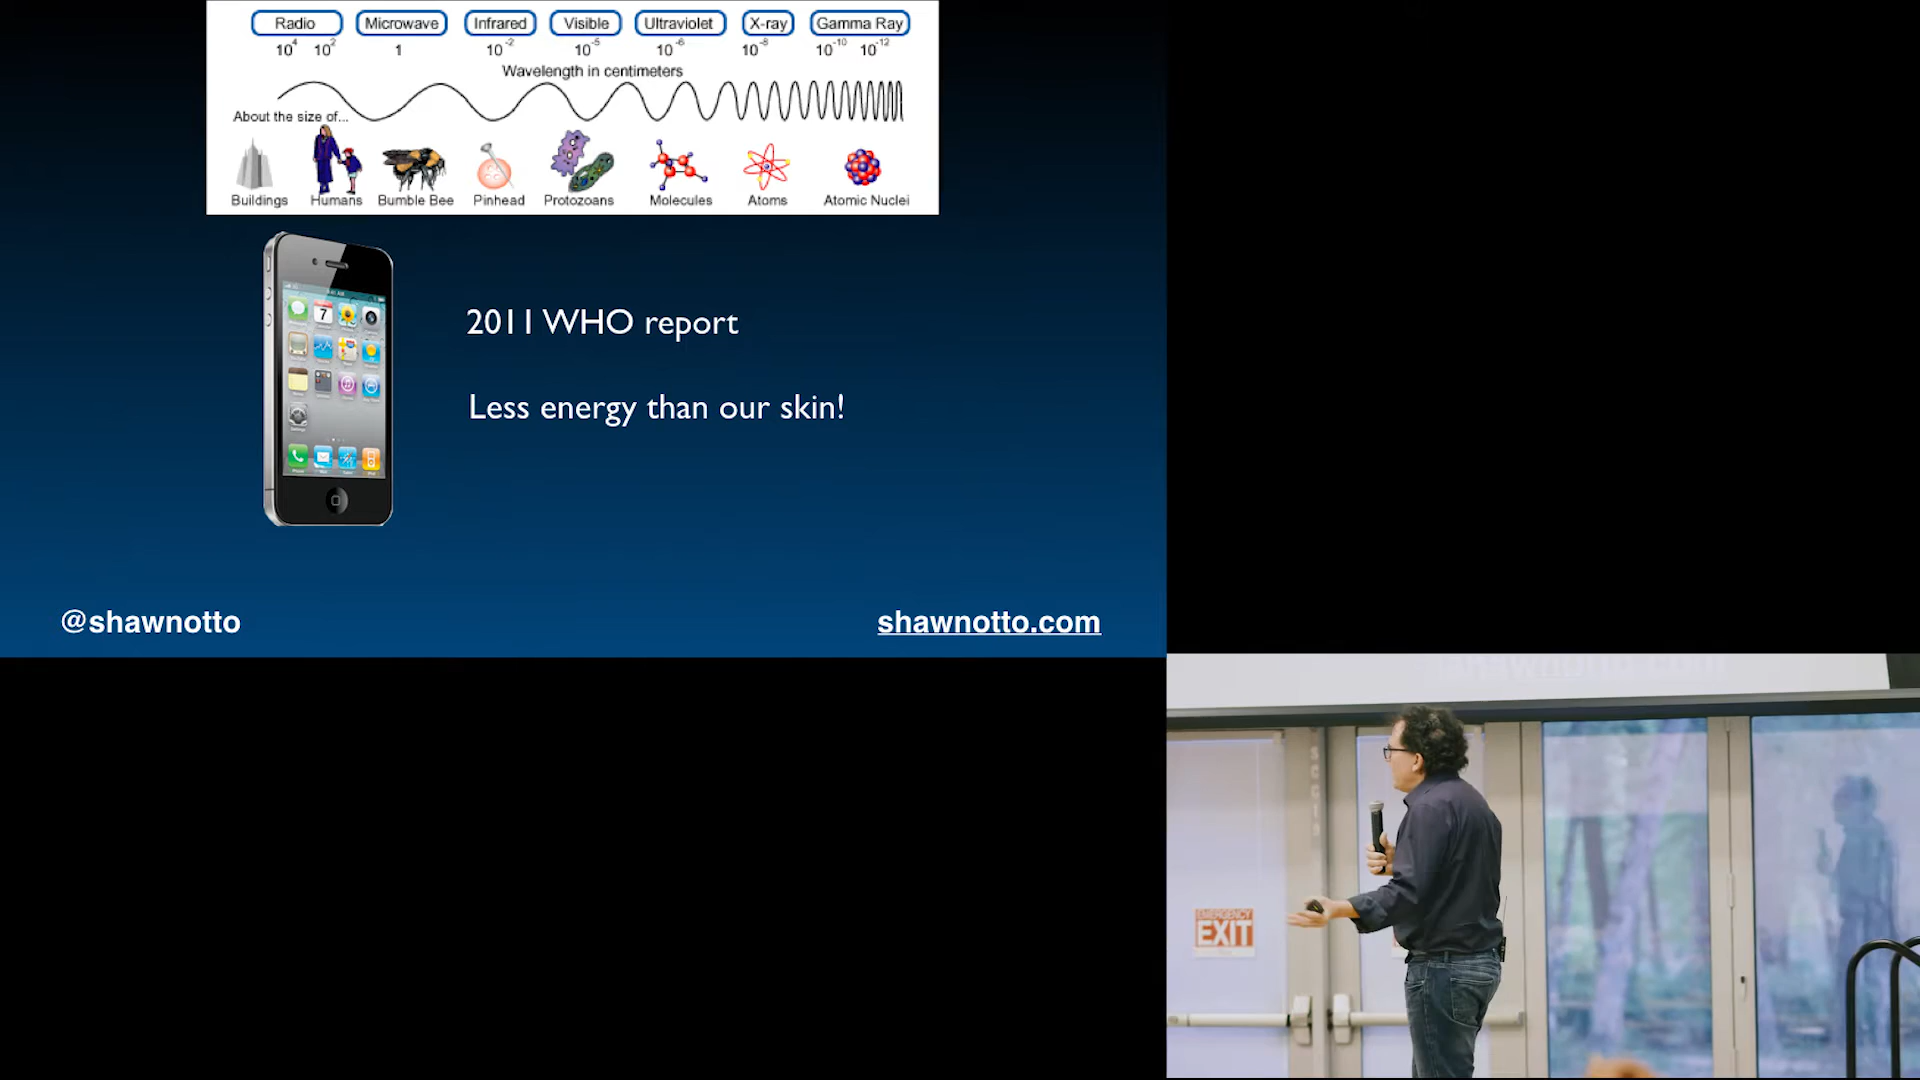 Radio Microwave Infrared Visible Ultraviolet X-ray Gamma Ray
10⁴ 10² 1 10⁻² 10⁻⁵ 10⁻⁶ 10⁻⁸ 10⁻¹⁰ 10⁻¹²
Wavelength in centimeters
About the size of...
Buildings Humans Bumble Bee Pinhead Protozoans Molecules Atoms Atomic Nuclei
7
2011 WHO report
Less energy than our skin!
@shawnotto shawnotto.com
EMERGENCY
EXIT